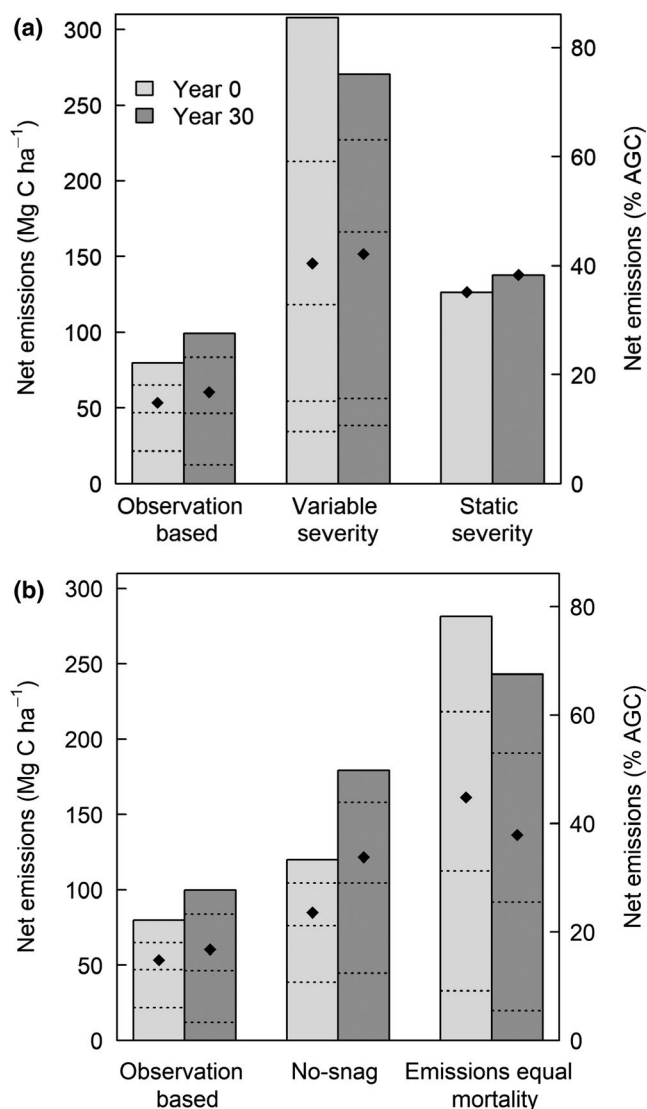 (a)
300
250
200
150
100
50
0
Net emissions (Mg C ha−1)
Year 0
Year 30
80
60
40
20
0
Net emissions (% AGC)
Observation based
Variable severity
Static severity
(b)
300
250
200
150
100
50
0
Net emissions (Mg C ha−1)
80
60
40
20
0
Net emissions (% AGC)
Observation based
No-snag
Emissions equal mortality